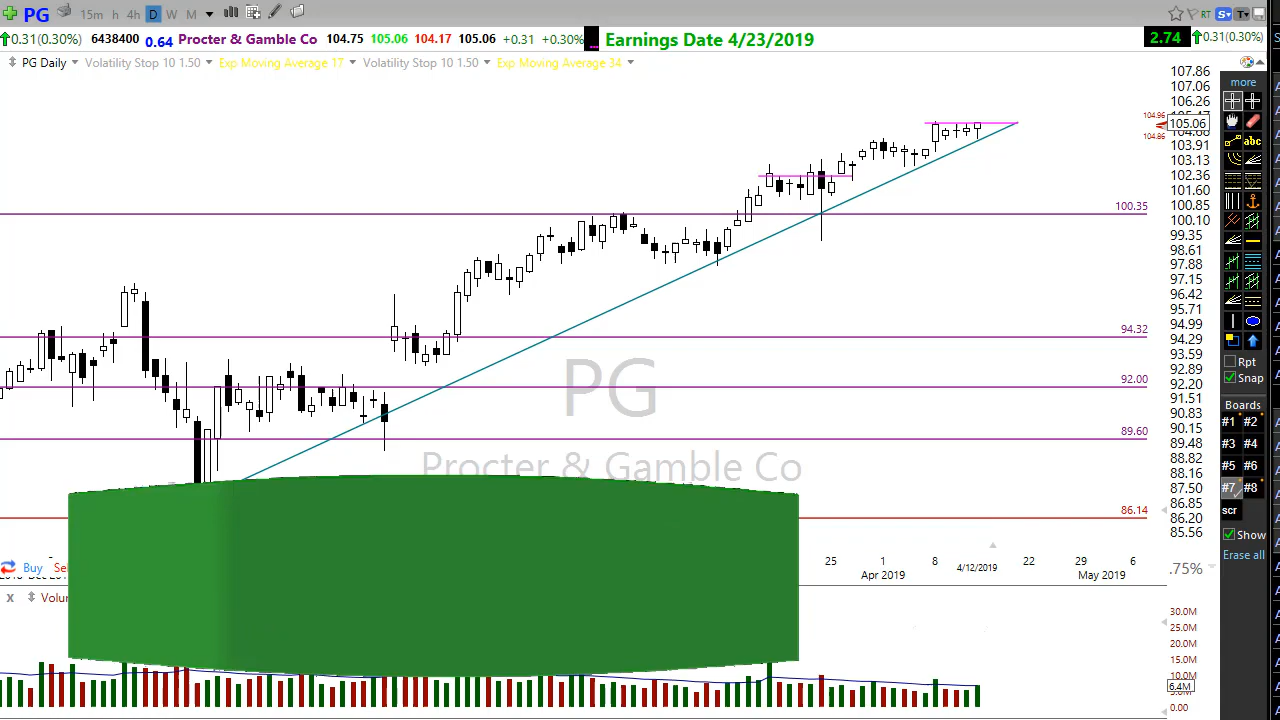 PG 15m h 4h D W M RT S T
0.31(0.30%) 6438400 0.64 Procter & Gamble Co 104.75 105.06 104.17 105.06 +0.31 +0.30% Earnings Date 4/23/2019 2.74 0.31(0.30%)
PG Daily Volatility Stop 10 1.50 Exp Moving Average 17 Volatility Stop 10 1.50 Exp Moving Average 34
107.86
107.06
106.26
104.96
105.06
104.86
103.91
103.13
102.36
101.60
100.85
100.35
100.10
99.35
98.61
97.88
97.15
96.42
95.71
94.99
94.32
94.29
93.59
92.89
92.00
92.20
91.51
90.83
90.15
89.60
89.48
88.82
88.16
87.50
86.85
86.14
86.20
85.56
PG
Procter & Gamble Co
more
abc
Rpt
Snap
Boards
#1 #2
#3 #4
#5 #6
#7 #8
scr
Show
Erase all
Buy
25 1 8 4/12/2019 22 29 6
Apr 2019 May 2019
.75%
X
30.0M
25.0M
20.0M
15.0M
10.0M
6.4M
0.00